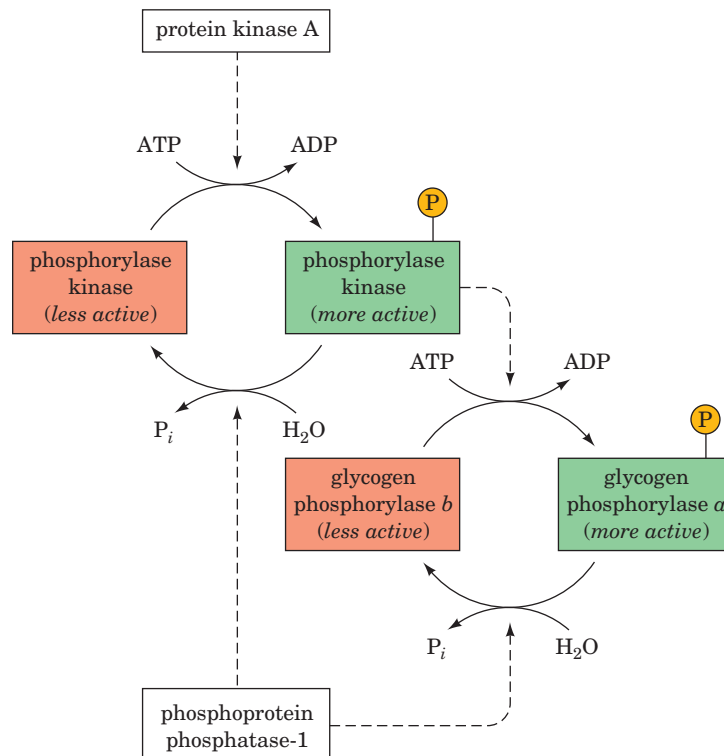 protein kinase A
ATP
ADP
P
phosphorylase
kinase
(less active)
phosphorylase
kinase
(more active)
ATP
ADP
P
Pi
H2O
glycogen
phosphorylase b
(less active)
glycogen
phosphorylase a
(more active)
Pi
H2O
phosphoprotein
phosphatase-1